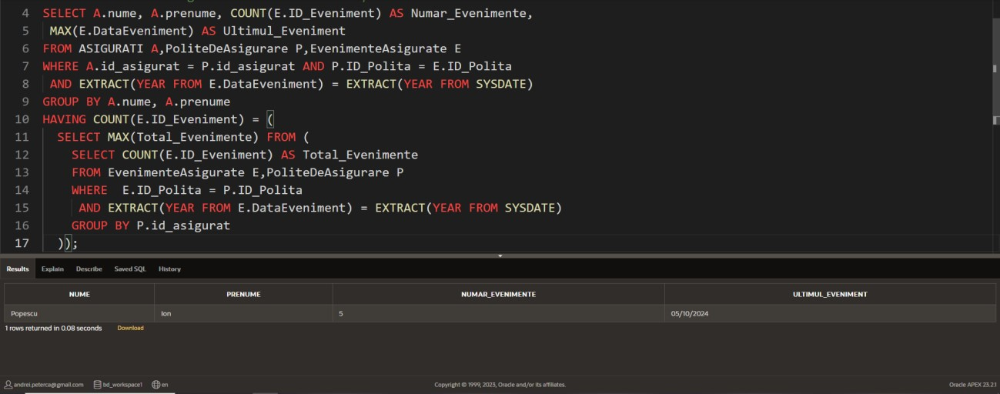 4 SELECT A.nume, A.prenume, COUNT(E.ID_Eveniment) AS Numar_Evenimente,
5 MAX(E.DataEveniment) AS Ultimul_Eveniment
6 FROM ASIGURATI A,PoliteDeAsigurare P,EvenimenteAsigurate E
7 WHERE A.id_asigurat = P.id_asigurat AND P.ID_Polita = E.ID_Polita
8 AND EXTRACT(YEAR FROM E.DataEveniment) = EXTRACT(YEAR FROM SYSDATE)
9 GROUP BY A.nume, A.prenume
10 HAVING COUNT(E.ID_Eveniment) = (
11 SELECT MAX(Total_Evenimente) FROM (
12 SELECT COUNT(E.ID_Eveniment) AS Total_Evenimente
13 FROM EvenimenteAsigurate E,PoliteDeAsigurare P
14 WHERE  E.ID_Polita = P.ID_Polita
15 AND EXTRACT(YEAR FROM E.DataEveniment) = EXTRACT(YEAR FROM SYSDATE)
16 GROUP BY P.id_asigurat
17 ));
Results Explain Describe Saved SQL History
NUME PRENUME NUMAR_EVENIMENTE ULTIMUL_EVENIMENT
Popescu Ion 5 05/10/2024
1 rows returned in 0.08 seconds Download
andrei.peterca@gmail.com bd_workspace1 en Copyright © 1999, 2023, Oracle and/or its affiliates. Oracle APEX 23.2.1